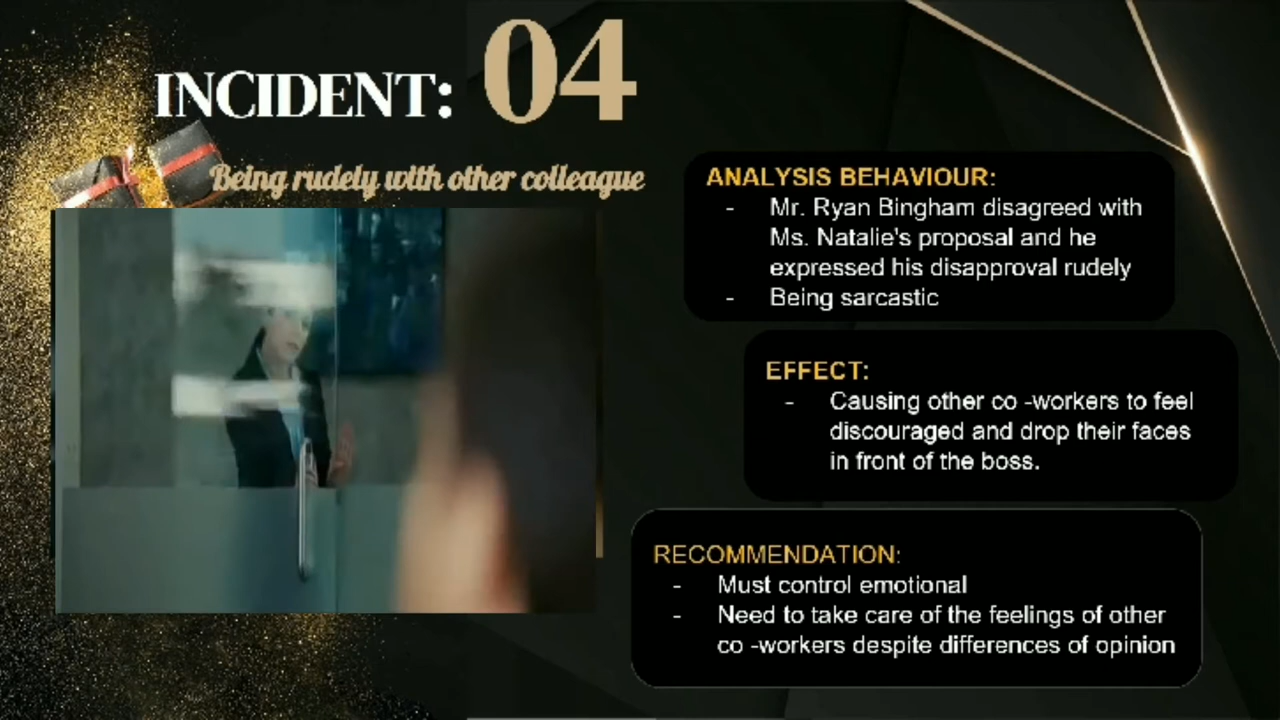 INCIDENT: 04
Being rudely with other colleague
ANALYSIS BEHAVIOUR:
- Mr. Ryan Bingham disagreed with
Ms. Natalie's proposal and he
expressed his disapproval rudely
- Being sarcastic
EFFECT:
- Causing other co -workers to feel
discouraged and drop their faces
in front of the boss.
RECOMMENDATION:
- Must control emotional
- Need to take care of the feelings of other
co -workers despite differences of opinion